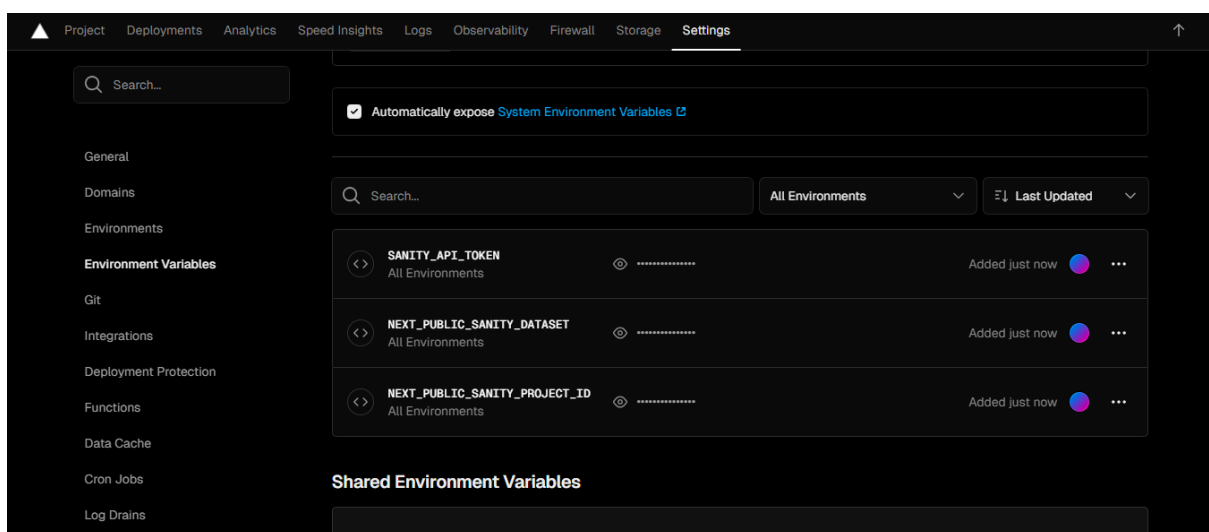 Project Deployments Analytics Speed Insights Logs Observability Firewall Storage Settings
Search...
General
Domains
Environments
Environment Variables
Git
Integrations
Deployment Protection
Functions
Data Cache
Cron Jobs
Log Drains
Automatically expose System Environment Variables
Search...
All Environments
Last Updated
SANITY_API_TOKEN
All Environments
•••••••••••••••
Added just now
NEXT_PUBLIC_SANITY_DATASET
All Environments
•••••••••••••••
Added just now
NEXT_PUBLIC_SANITY_PROJECT_ID
All Environments
•••••••••••••••
Added just now
Shared Environment Variables